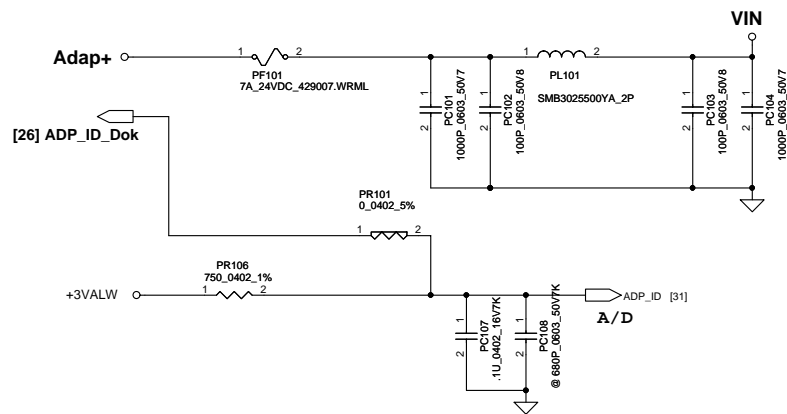 VIN
Adap+
1
2
PF101
7A_24VDC_429007.WRML
1
2
PL101
SMB3025500YA_2P
1
2
PC101
1000P_0603_50V7
1
2
PC102
100P_0603_50V8
1
2
PC103
100P_0603_50V8
1
2
PC104
1000P_0603_50V7
[26] ADP_ID_Dok
PR101
0_0402_5%
1
2
PR106
750_0402_1%
+3VALW
1
2
ADP_ID [31]
A/D
1
2
PC107
.1U_0402_16V7K
1
2
PC108
@ 680P_0603_50V7K